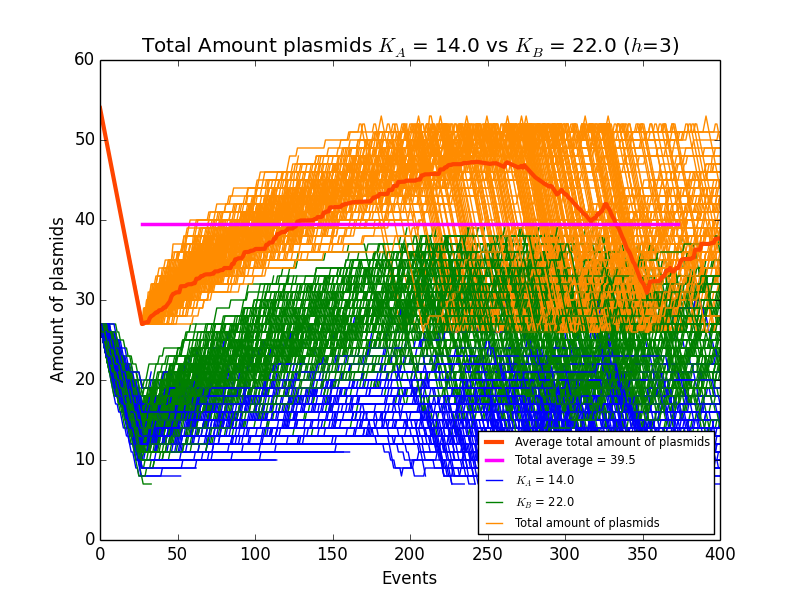 Total Amount plasmids K_A = 14.0 vs K_B = 22.0 (h=3)
60
50
40
30
20
10
0
Amount of plasmids
Average total amount of plasmids
Total average = 39.5
K_A = 14.0
K_B = 22.0
Total amount of plasmids
0 50 100 150 200 250 300 350 400
Events